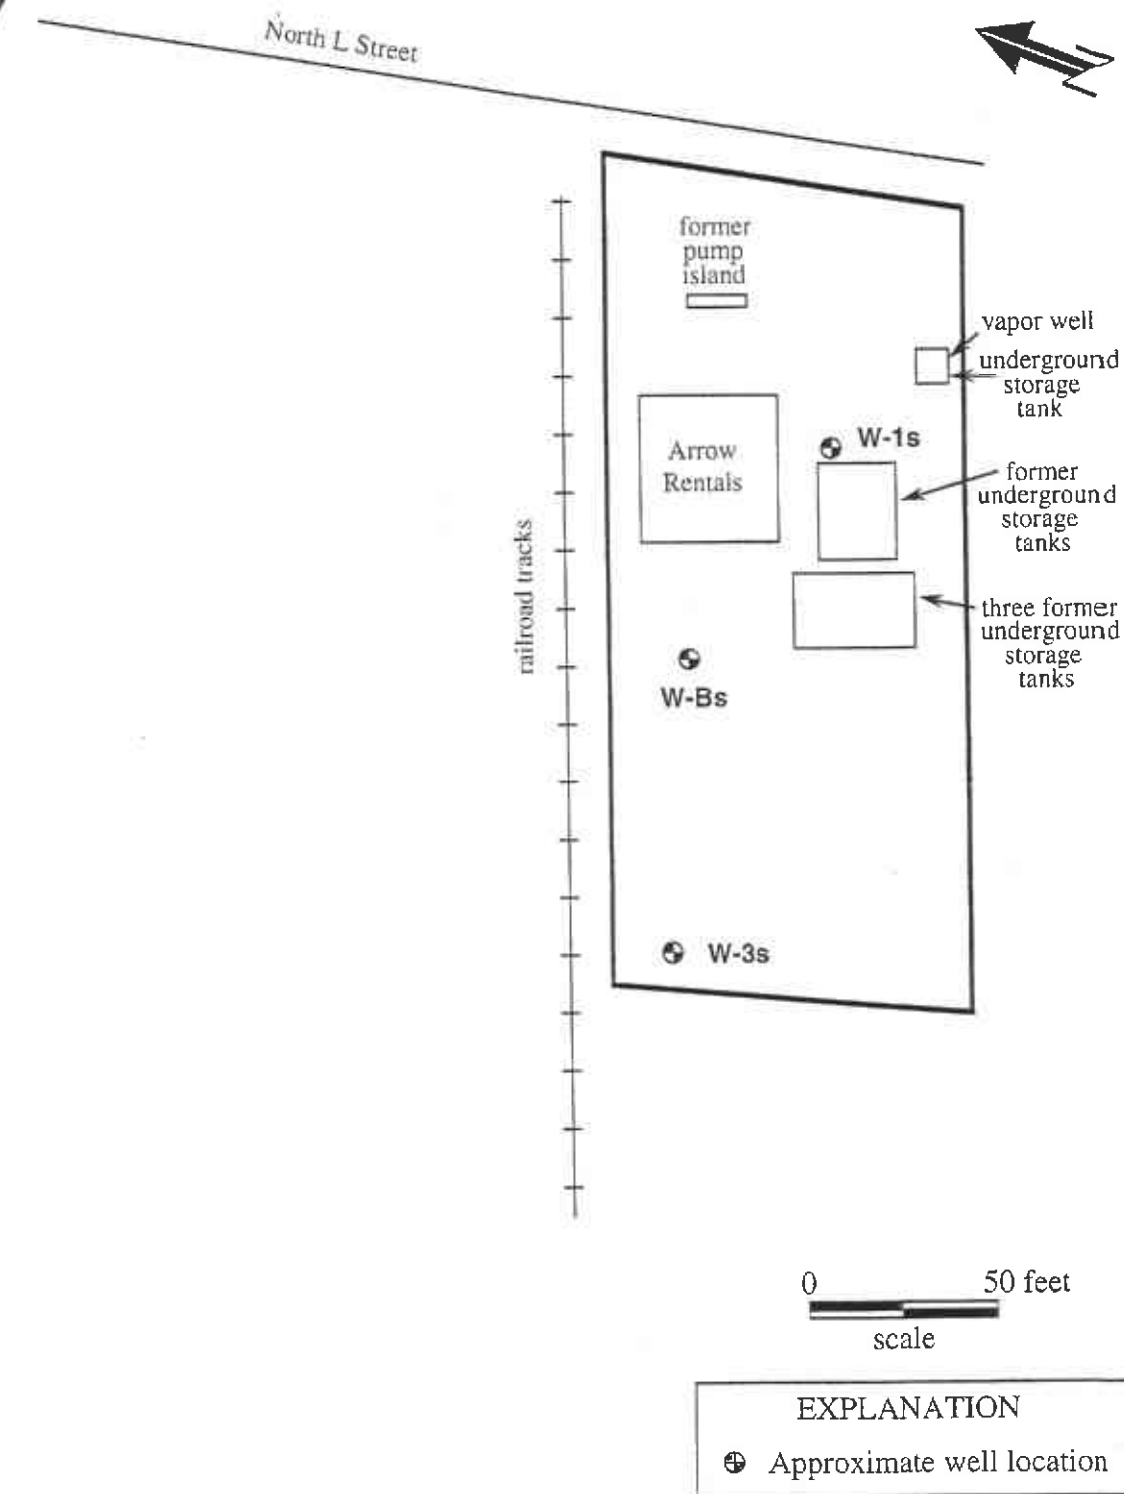 North L Street
former
pump
island
vapor well
underground
storage
tank
W-1s
Arrow
Rentals
former
underground
storage
tanks
railroad tracks
three former
underground
storage
tanks
W-Bs
W-3s
0 50 feet
scale
EXPLANATION
Approximate well location